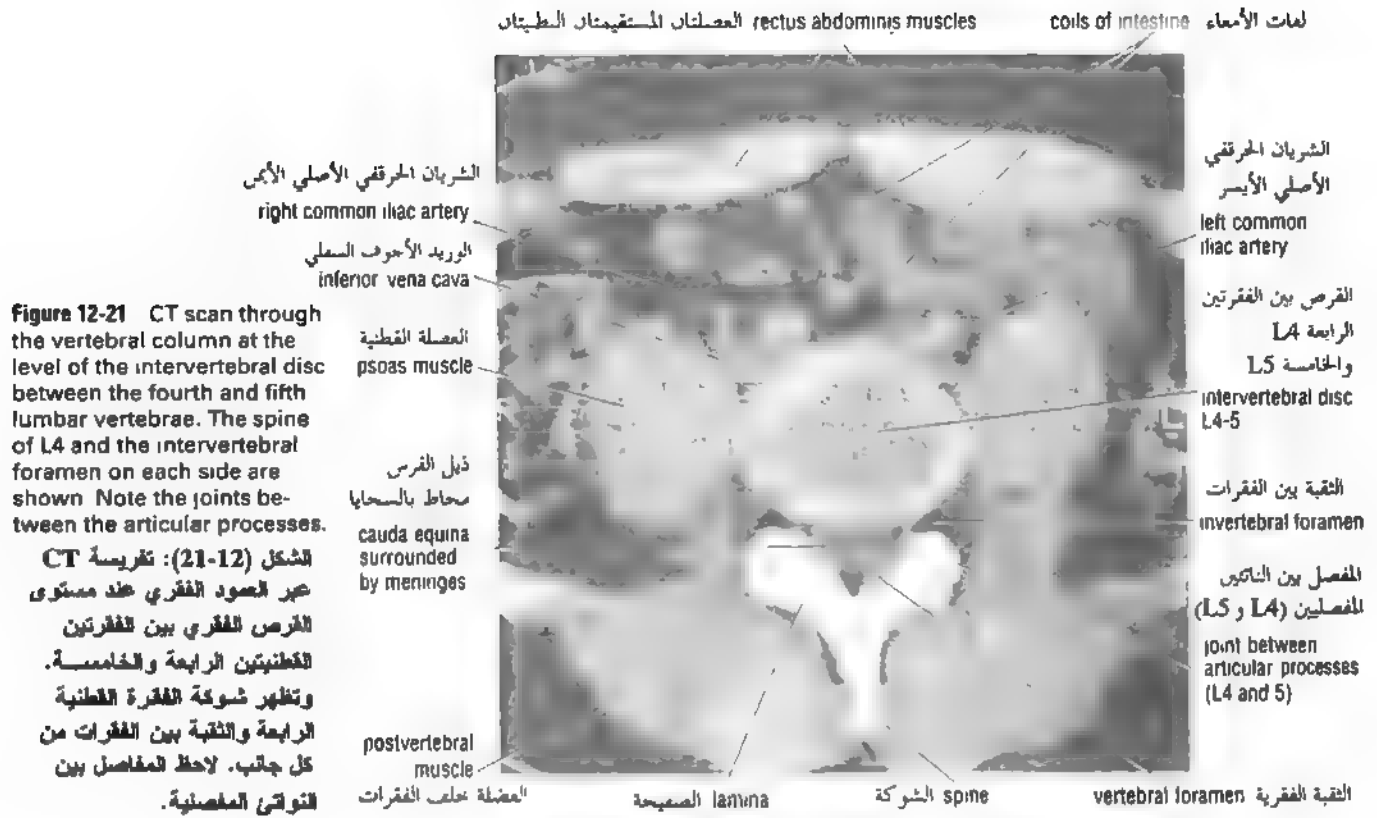 العضلتان المستقيمتان البطنيتان rectus abdominis muscles
coils of intestine لفات الأمعاء
الشريان الحرقفي الأصلي الأيمن
right common iliac artery
الوريد الأجوف السفلي
inferior vena cava
العضلة القطنية
psoas muscle
ذيل الفرس
محاط بالسحايا
cauda equina
surrounded
by meninges
postvertebral
muscle
العضلة خلف الفقرات
الصفيحة lamina
الشوكة spine
vertebral foramen الثقبة الفقرية
الشريان الحرقفي
الأصلي الأيسر
left common
iliac artery
القرص بين الفقرتين
الرابعة L4
والخامسة L5
intervertebral disc
L4-5
الثقبة بين الفقرات
invertebral foramen
المفصل بين الناتئين
المفصليين (L4 و L5)
joint between
articular processes
(L4 and 5)
Figure 12-21 CT scan through
the vertebral column at the
level of the intervertebral disc
between the fourth and fifth
lumbar vertebrae. The spine
of L4 and the intervertebral
foramen on each side are
shown Note the joints be-
tween the articular processes.
الشكل (12-21): تفريسة CT
عبر العمود الفقري عند مستوى
القرص الفقري بين الفقرتين
القطنيتين الرابعة والخامسة.
وتظهر شوكة الفقرة القطنية
الرابعة والثقبة بين الفقرات من
كل جانب. لاحظ المفاصل بين
النواتئ المفصلية.